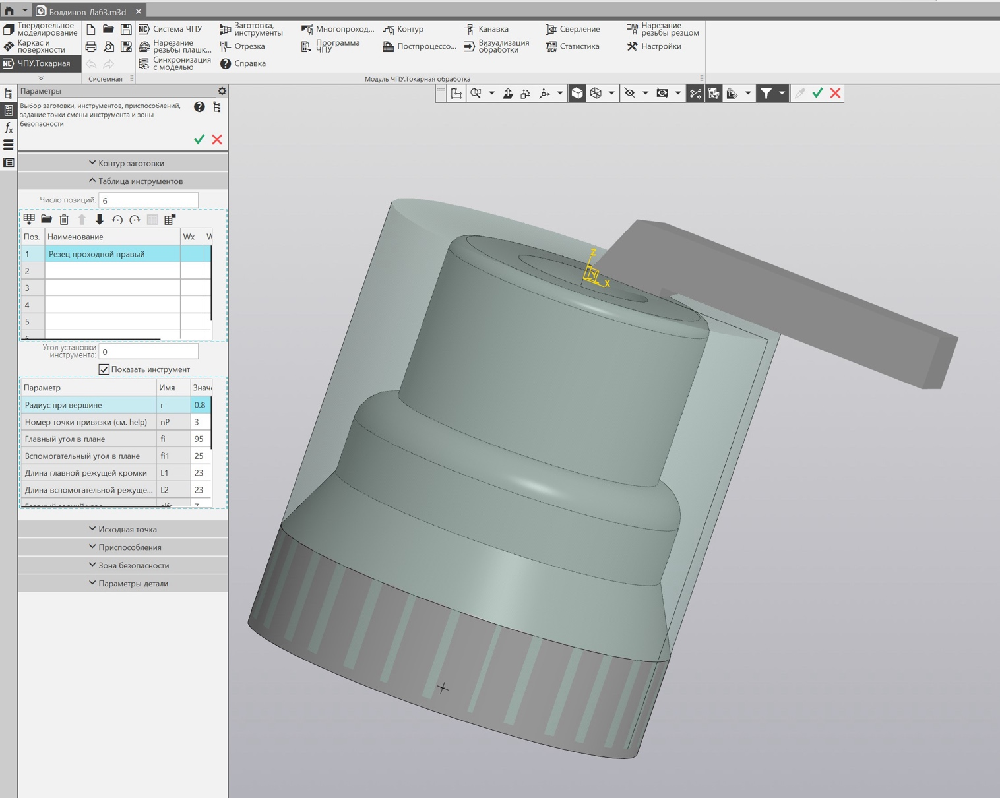 Болдинов_Лаб3.m3d
Твердотельное
моделирование
Каркас и
поверхности
NC ЧПУ.Токарная
Системная
NC Система ЧПУ
Нарезание
резьбы плашк...
Синхронизация
с моделью
Заготовка,
инструменты
Отрезка
Справка
Многопроход...
Программа
ЧПУ
Контур
Постпроцессо...
Канавка
Визуализация
обработки
Сверление
Статистика
Нарезание
резьбы резцом
Настройки
Модуль ЧПУ.Токарная обработка
Параметры
Выбор заготовки, инструментов, приспособлений,
задание точки смены инструмента и зоны
безопасности
Контур заготовки
Таблица инструментов
Число позиций: 6
Поз. Наименование Wx W
1 Резец проходной правый
2
3
4
5
6
Угол установки
инструмента: 0
Показать инструмент
Параметр Имя Значе
Радиус при вершине r 0.8
Номер точки привязки (см. help) nP 3
Главный угол в плане fi 95
Вспомогательный угол в плане fi1 25
Длина главной режущей кромки L1 23
Длина вспомогательной режуще... L2 23
Исходная точка
Приспособления
Зона безопасности
Параметры детали
Z
Y
X